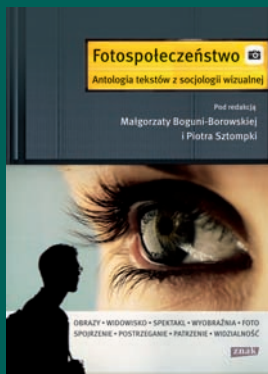 Fotospołeczeństwo
Antologia tekstów z socjologii wizualnej
Pod redakcją
Małgorzaty Boguni-Borowskiej
i Piotra Sztompki
OBRAZY • WIDOWISKO • SPEKTAKL • WYOBRAŹNIA • FOTO
SPOJRZENIE • POSTRZEGANIE • PATRZENIE • WIDZIALNOŚĆ
znak